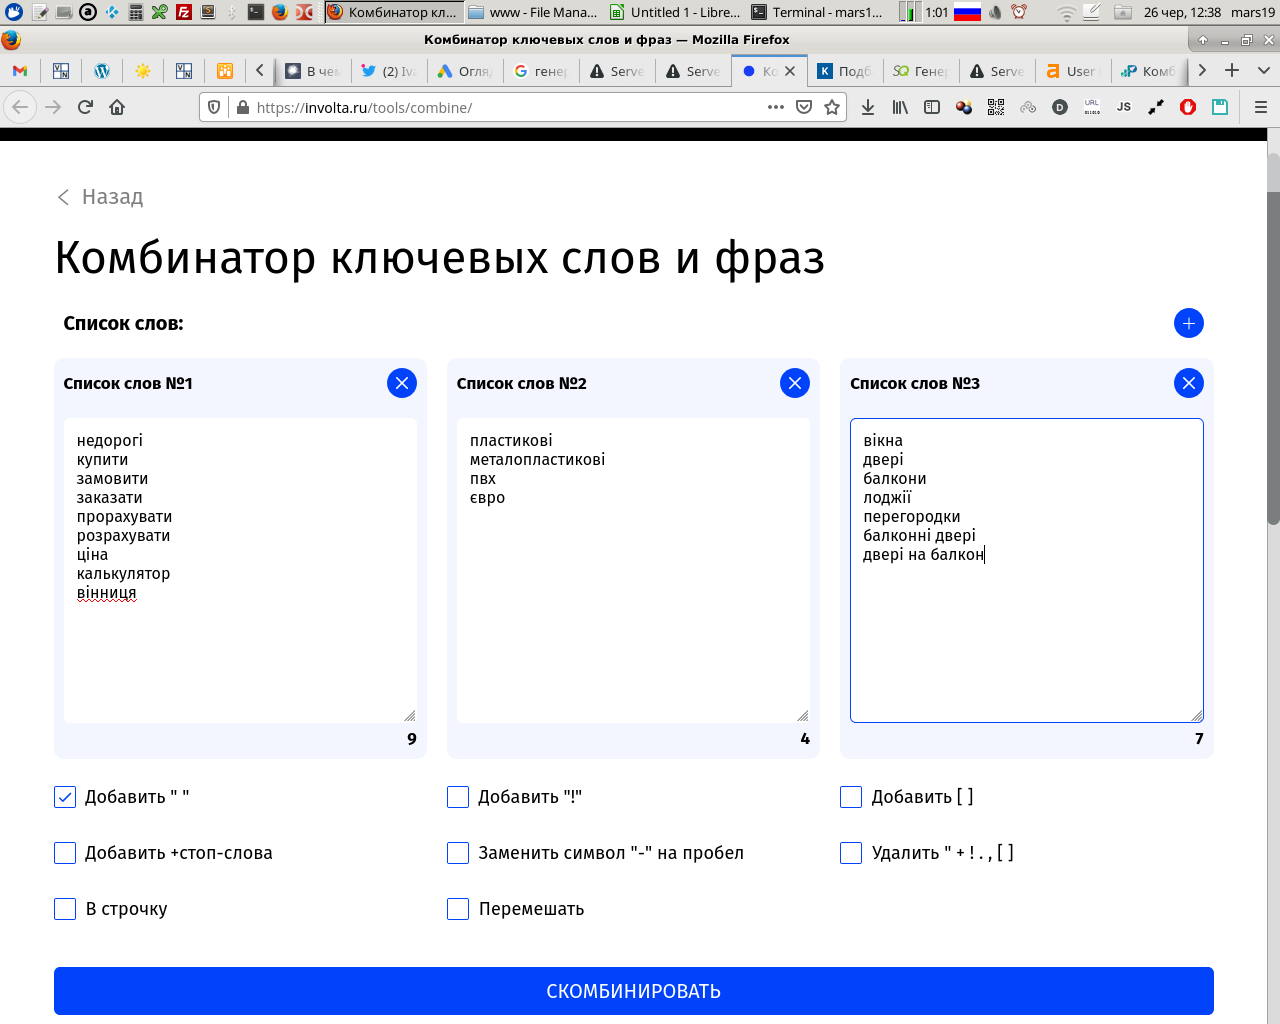 Комбинатор кл...
www - File Mana...
Untitled 1 - Libre...
Terminal - mars1...
1:01
26 чер, 12:38
mars19
Комбинатор ключевых слов и фраз — Mozilla Firefox
В чем
(2) Iva
Огляд
генер
Serve
Serve
Ко
Подб
Генер
Serve
User
Комб
https://involta.ru/tools/combine/
URL
JS
Назад
Комбинатор ключевых слов и фраз
Список слов:
Список слов №1
Список слов №2
Список слов №3
недорогі
купити
замовити
заказати
прорахувати
розрахувати
ціна
калькулятор
вінниця
9
пластикові
металопластикові
пвх
євро
4
вікна
двері
балкони
лоджії
перегородки
балконні двері
двері на балкон
7
Добавить " "
Добавить "!"
Добавить [ ]
Добавить +стоп-слова
Заменить символ "-" на пробел
Удалить " + ! . , [ ]
В строчку
Перемешать
СКОМБИНИРОВАТЬ